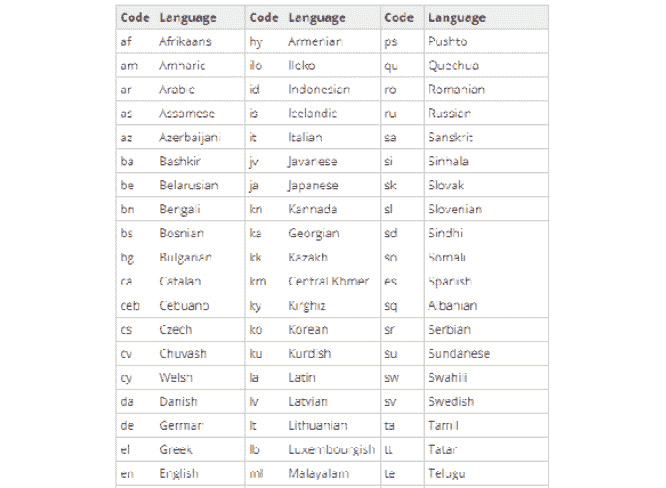 Code Language Code Language Code Language
af Afrikaans hy Armenian ps Pushto
am Amharic ilo Iloko qu Quechua
ar Arabic id Indonesian ro Romanian
as Assamese is Icelandic ru Russian
az Azerbaijani it Italian sa Sanskrit
ba Bashkir jv Javanese si Sinhala
be Belarusian ja Japanese sk Slovak
bn Bengali kn Kannada sl Slovenian
bs Bosnian ka Georgian sd Sindhi
bg Bulgarian kk Kazakh so Somali
ca Catalan km Central Khmer es Spanish
ceb Cebuano ky Kirghiz sq Albanian
cs Czech ko Korean sr Serbian
cv Chuvash ku Kurdish su Sundanese
cy Welsh la Latin sw Swahili
da Danish lv Latvian sv Swedish
de German lt Lithuanian ta Tamil
el Greek lb Luxembourgish tt Tatar
en English ml Malayalam te Telugu